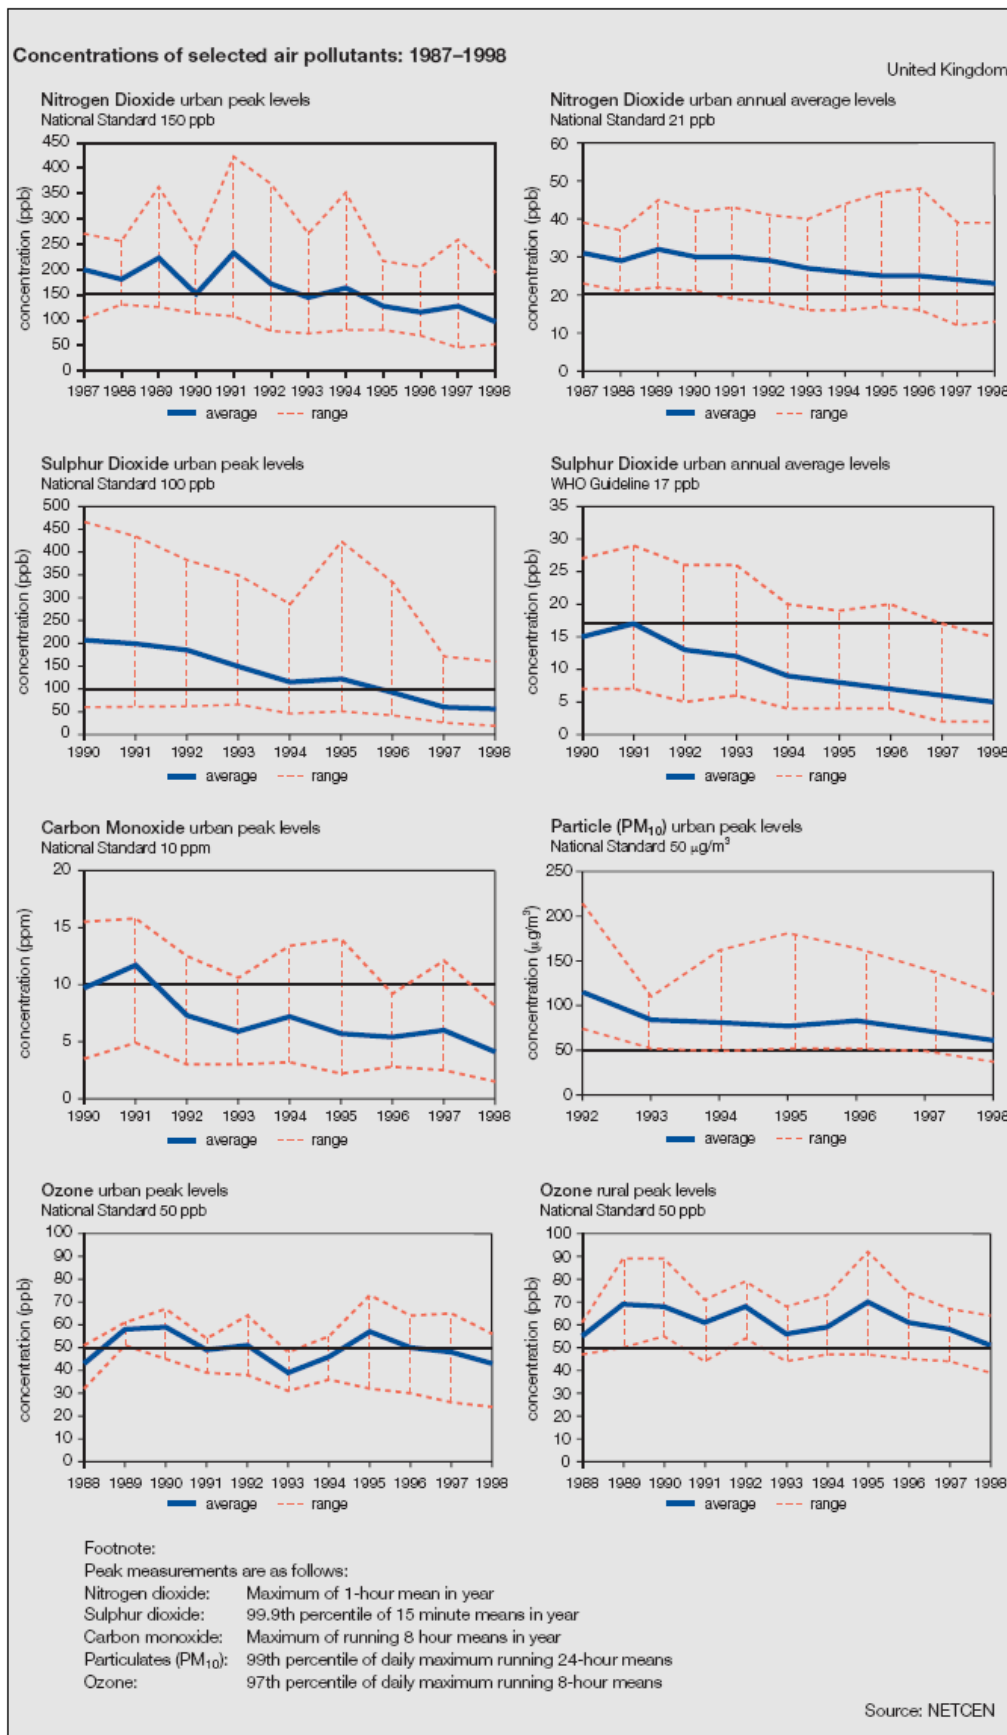 Concentrations of selected air pollutants: 1987–1998
United Kingdom
Nitrogen Dioxide urban peak levels
National Standard 150 ppb
concentration (ppb)
450
400
350
300
250
200
150
100
50
0
1987 1988 1989 1990 1991 1992 1993 1994 1995 1996 1997 1998
average range
Nitrogen Dioxide urban annual average levels
National Standard 21 ppb
concentration (ppb)
60
50
40
30
20
10
0
1987 1988 1989 1990 1991 1992 1993 1994 1995 1996 1997 1998
average range
Sulphur Dioxide urban peak levels
National Standard 100 ppb
concentration (ppb)
500
450
400
350
300
250
200
150
100
50
0
1990 1991 1992 1993 1994 1995 1996 1997 1998
average range
Sulphur Dioxide urban annual average levels
WHO Guideline 17 ppb
concentration (ppb)
35
30
25
20
15
10
5
0
1990 1991 1992 1993 1994 1995 1996 1997 1998
average range
Carbon Monoxide urban peak levels
National Standard 10 ppm
concentration (ppm)
20
15
10
5
0
1990 1991 1992 1993 1994 1995 1996 1997 1998
average range
Particle (PM₁₀) urban peak levels
National Standard 50 µg/m³
concentration (µg/m³)
250
200
150
100
50
0
1992 1993 1994 1995 1996 1997 1998
average range
Ozone urban peak levels
National Standard 50 ppb
concentration (ppb)
100
90
80
70
60
50
40
30
20
10
0
1988 1989 1990 1991 1992 1993 1994 1995 1996 1997 1998
average range
Ozone rural peak levels
National Standard 50 ppb
concentration (ppb)
100
90
80
70
60
50
40
30
20
10
0
1988 1989 1990 1991 1992 1993 1994 1995 1996 1997 1998
average range
Footnote:
Peak measurements are as follows:
Nitrogen dioxide: Maximum of 1-hour mean in year
Sulphur dioxide: 99.9th percentile of 15 minute means in year
Carbon monoxide: Maximum of running 8 hour means in year
Particulates (PM₁₀): 99th percentile of daily maximum running 24-hour means
Ozone: 97th percentile of daily maximum running 8-hour means
Source: NETCEN